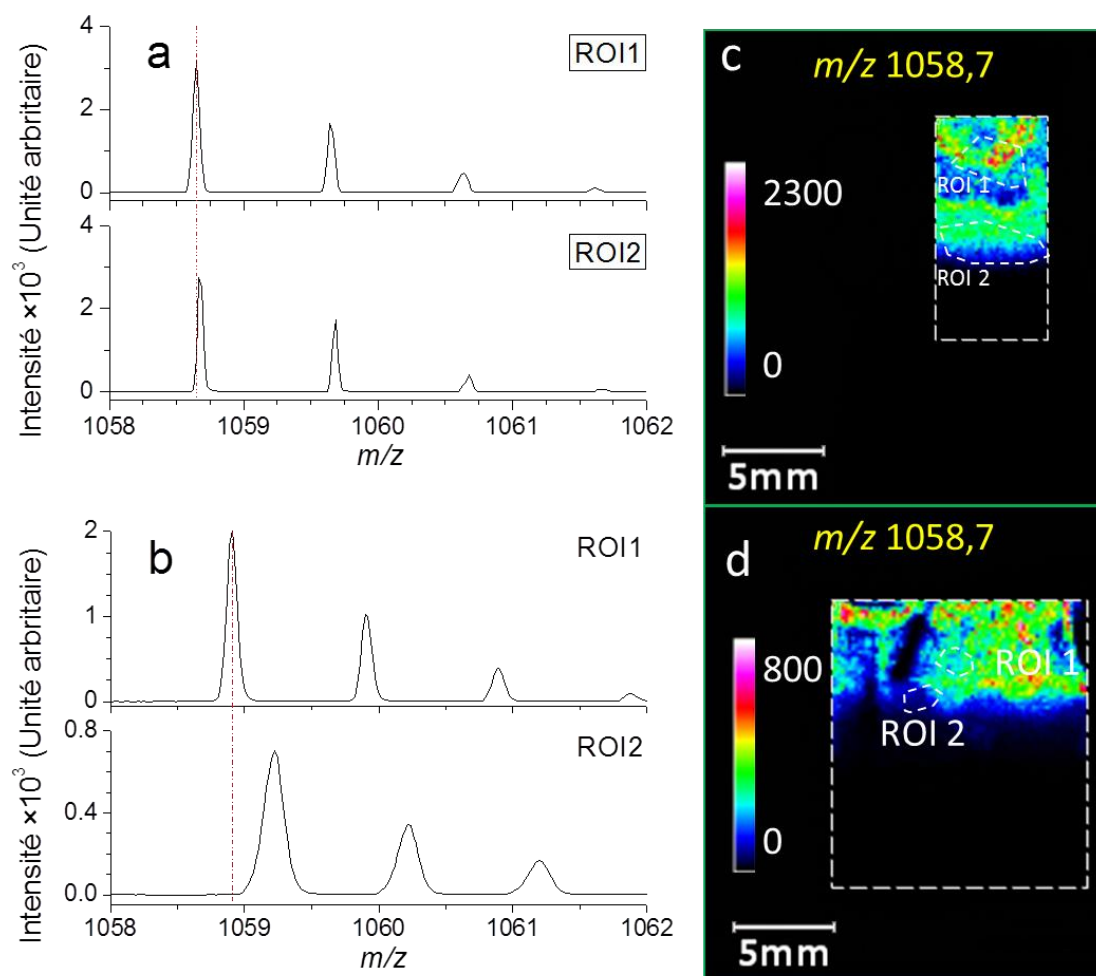 a
ROI1
4
2
0
ROI2
4
2
0
1058 1059 1060 1061 1062
m/z
Intensité ×10³ (Unité arbritaire)
b
ROI1
2
1
0
ROI2
0.8
0.4
0.0
1058 1059 1060 1061 1062
m/z
Intensité ×10³ (Unité arbritaire)
c
m/z 1058,7
2300
0
ROI 1
ROI 2
5mm
d
m/z 1058,7
800
0
ROI 1
ROI 2
5mm